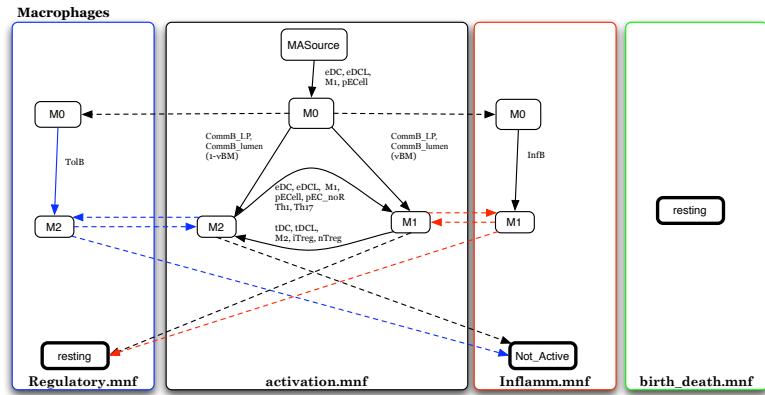 Macrophages
MASource
eDC, eDCL,
M1, pECell
M0
M0
M0
CommB_LP,
CommB_lumen
(1-vBM)
CommB_LP,
CommB_lumen
(vBM)
TolB
InfB
eDC, eDCL, M1,
pECell, pEC_noR
Th1, Th17
resting
M2
M2
M1
M1
tDC, tDCL,
M2, iTreg, nTreg
resting
Not_Active
Regulatory.mnf
activation.mnf
Inflamm.mnf
birth_death.mnf